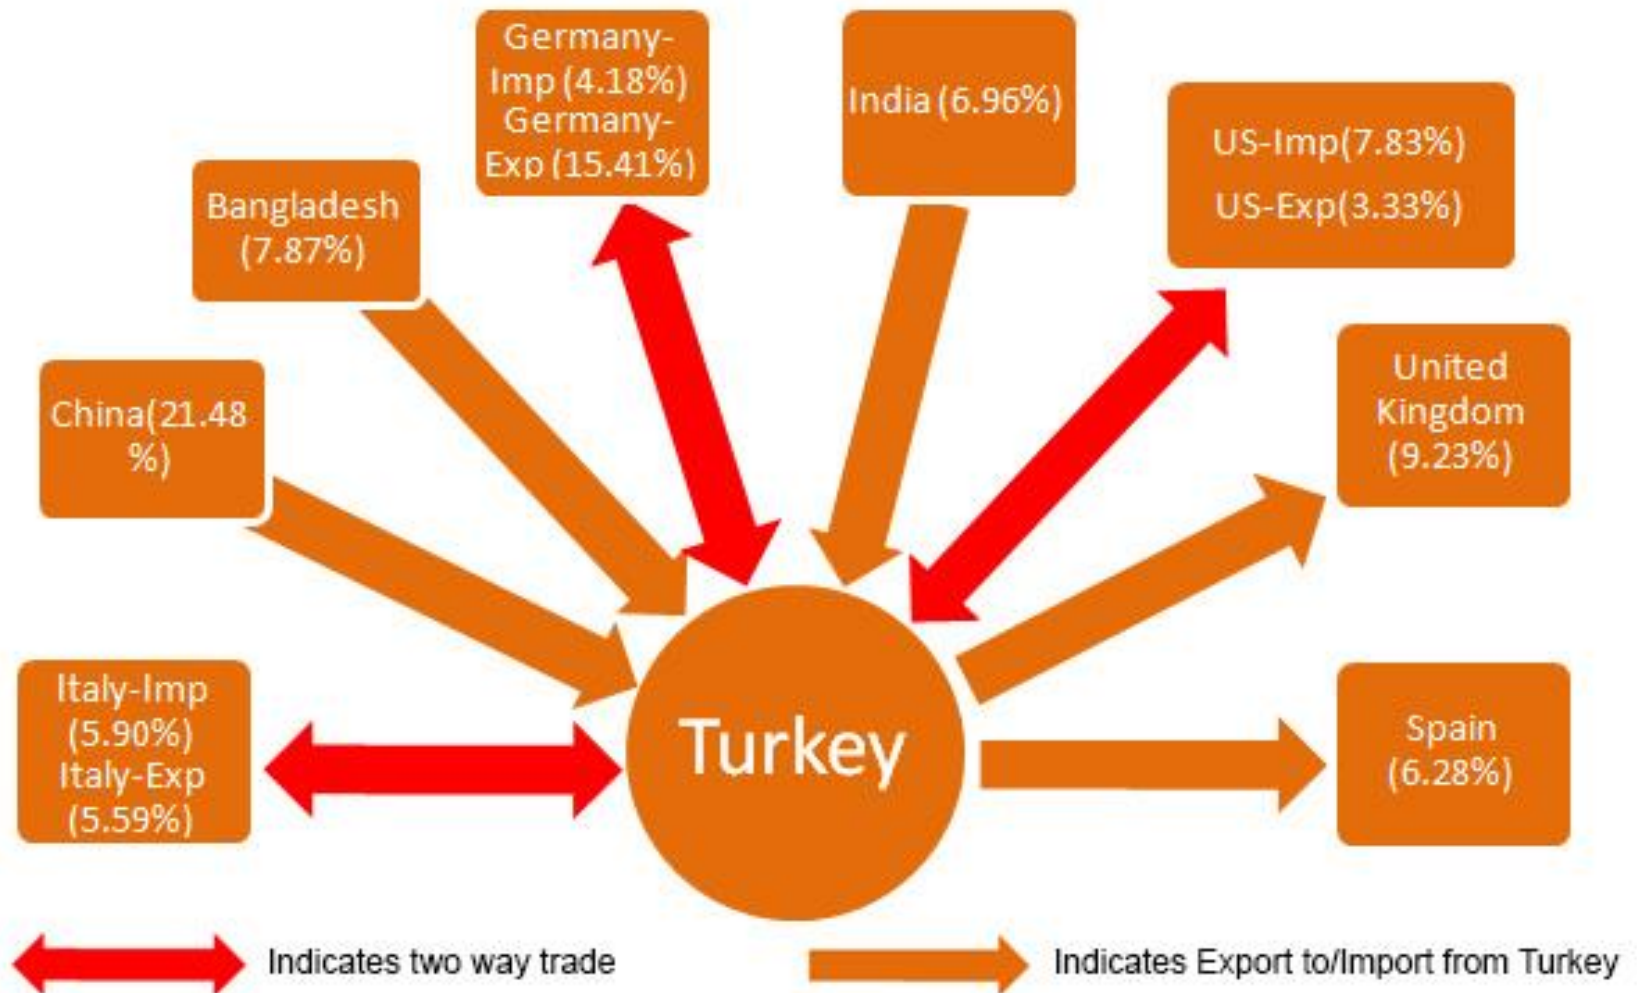 Germany-
Imp (4.18%)
Germany-
Exp (15.41%)
India (6.96%)
US-Imp(7.83%)
US-Exp(3.33%)
Bangladesh
(7.87%)
United
Kingdom
(9.23%)
China(21.48
%)
Italy-Imp
(5.90%)
Italy-Exp
(5.59%)
Turkey
Spain
(6.28%)
Indicates two way trade
Indicates Export to/Import from Turkey